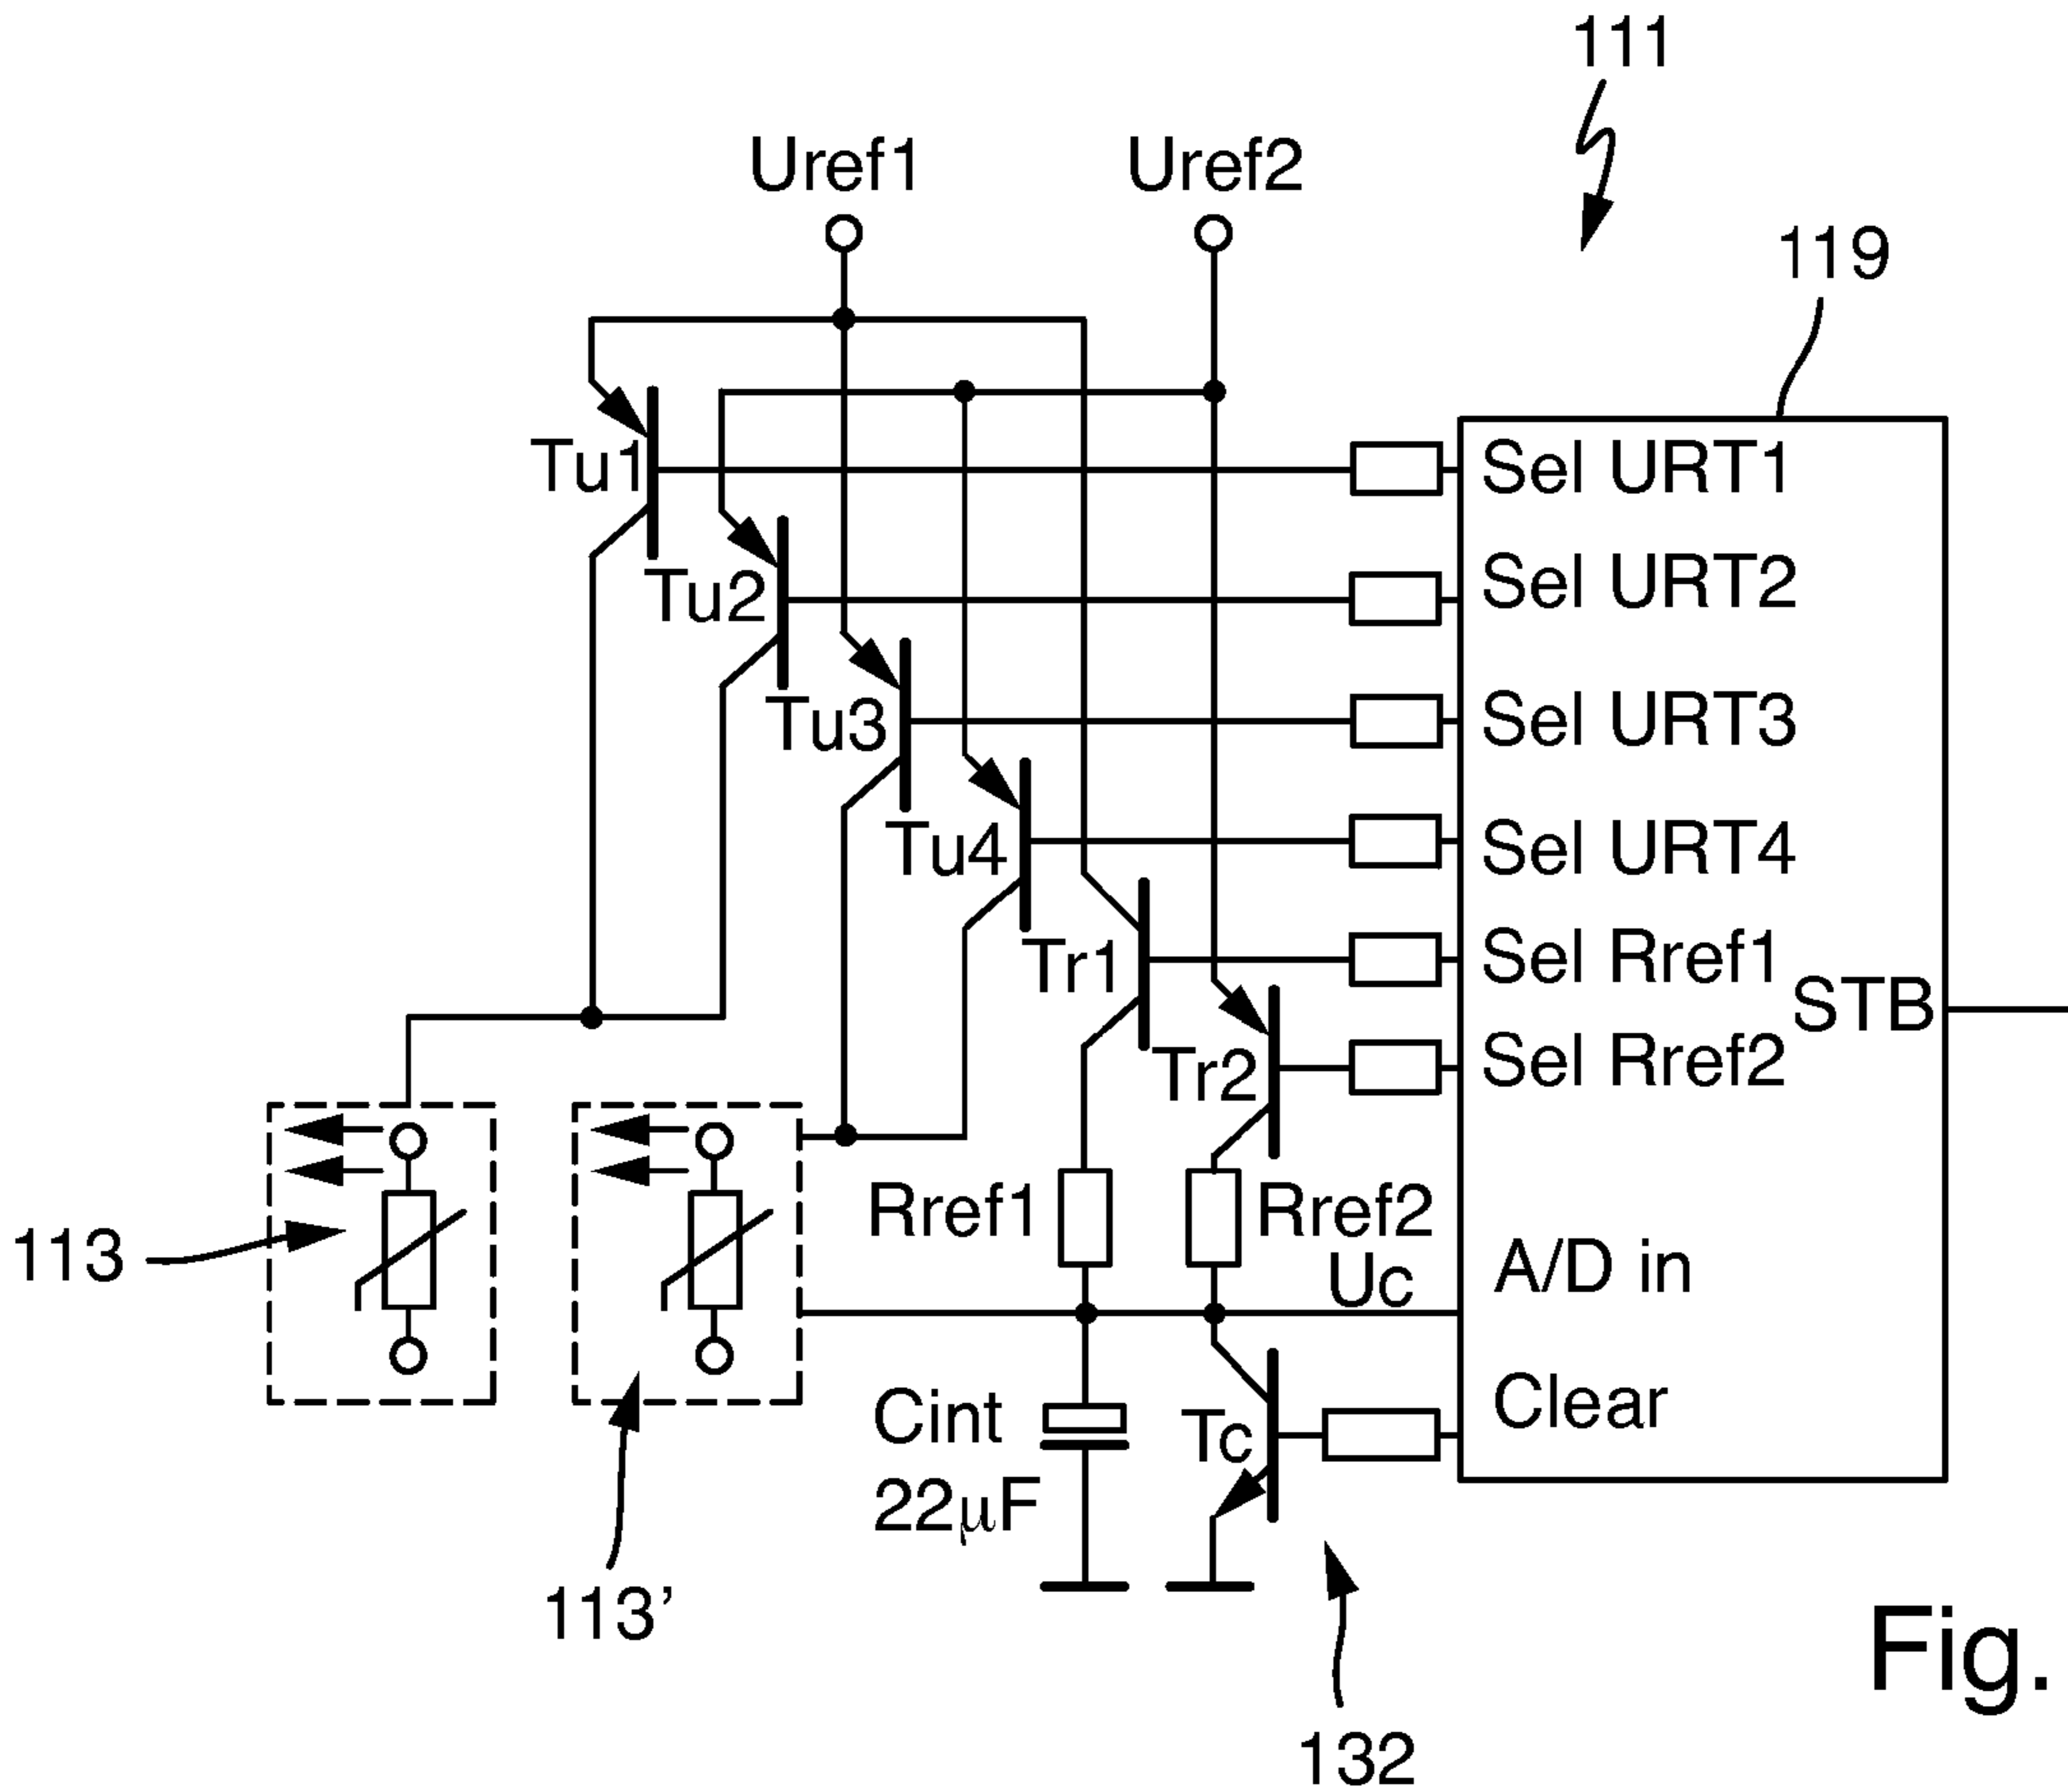 111
Uref1
Uref2
119
Tu1
Sel URT1
Tu2
Sel URT2
Tu3
Sel URT3
Tu4
Sel URT4
Tr1
Sel Rref1
STB
Tr2
Sel Rref2
Rref1
Rref2
113
Uc
A/D in
Cint
22µF
Tc
Clear
113’
132
Fig.